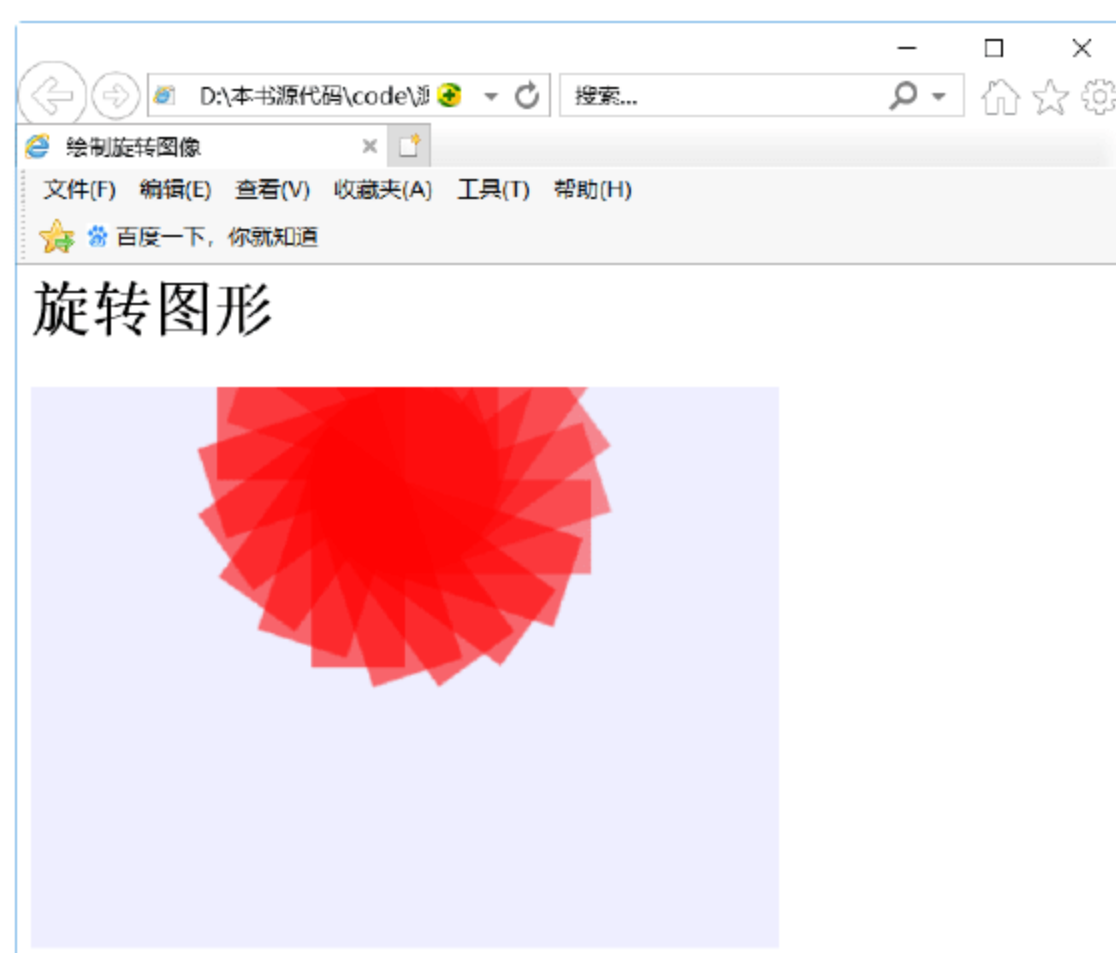 D:\本书源代码\code\源
搜索...
绘制旋转图像
文件(F) 编辑(E) 查看(V) 收藏夹(A) 工具(T) 帮助(H)
百度一下，你就知道
旋转图形